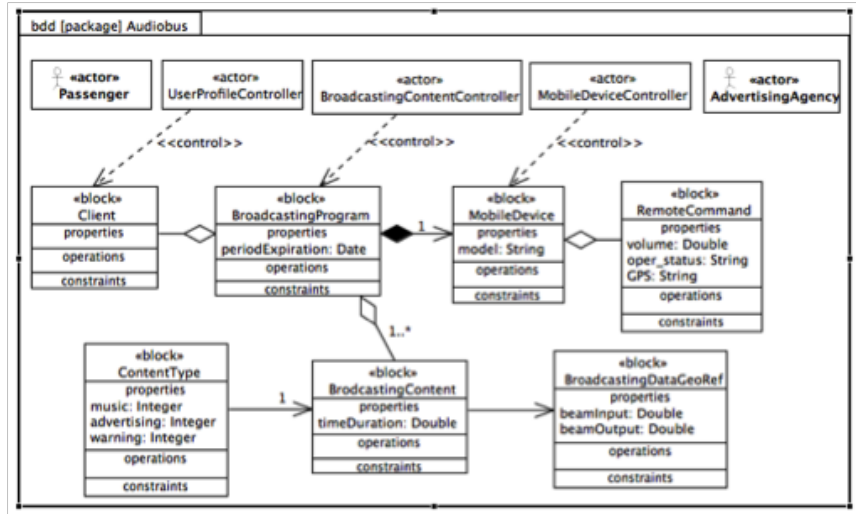 bdd [package] Audiobus
«actor»
Passenger
«actor»
UserProfileController
«actor»
BroadcastingContentController
«actor»
MobileDeviceController
«actor»
AdvertisingAgency
<<control>>
<<control>>
<<control>>
«block»
Client
properties
operations
constraints
«block»
BroadcastingProgram
properties
periodExpiration: Date
operations
constraints
1
«block»
MobileDevice
properties
model: String
operations
constraints
«block»
RemoteCommand
properties
volume: Double
oper_status: String
GPS: String
operations
constraints
1..*
«block»
ContentType
properties
music: Integer
advertising: Integer
warning: Integer
operations
constraints
1
«block»
BrodcastingContent
properties
timeDuration: Double
operations
constraints
«block»
BroadcastingDataGeoRef
properties
beamInput: Double
beamOutput: Double
operations
constraints